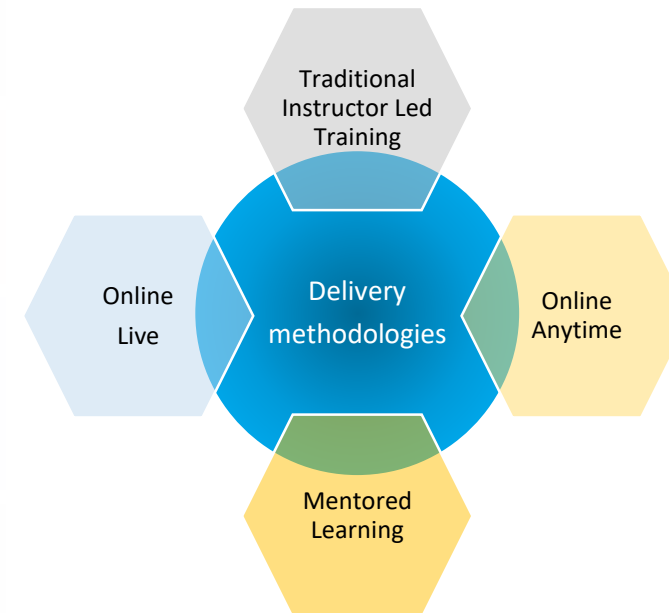 Traditional
Instructor Led
Training
Online
Live
Delivery
methodologies
Online
Anytime
Mentored
Learning